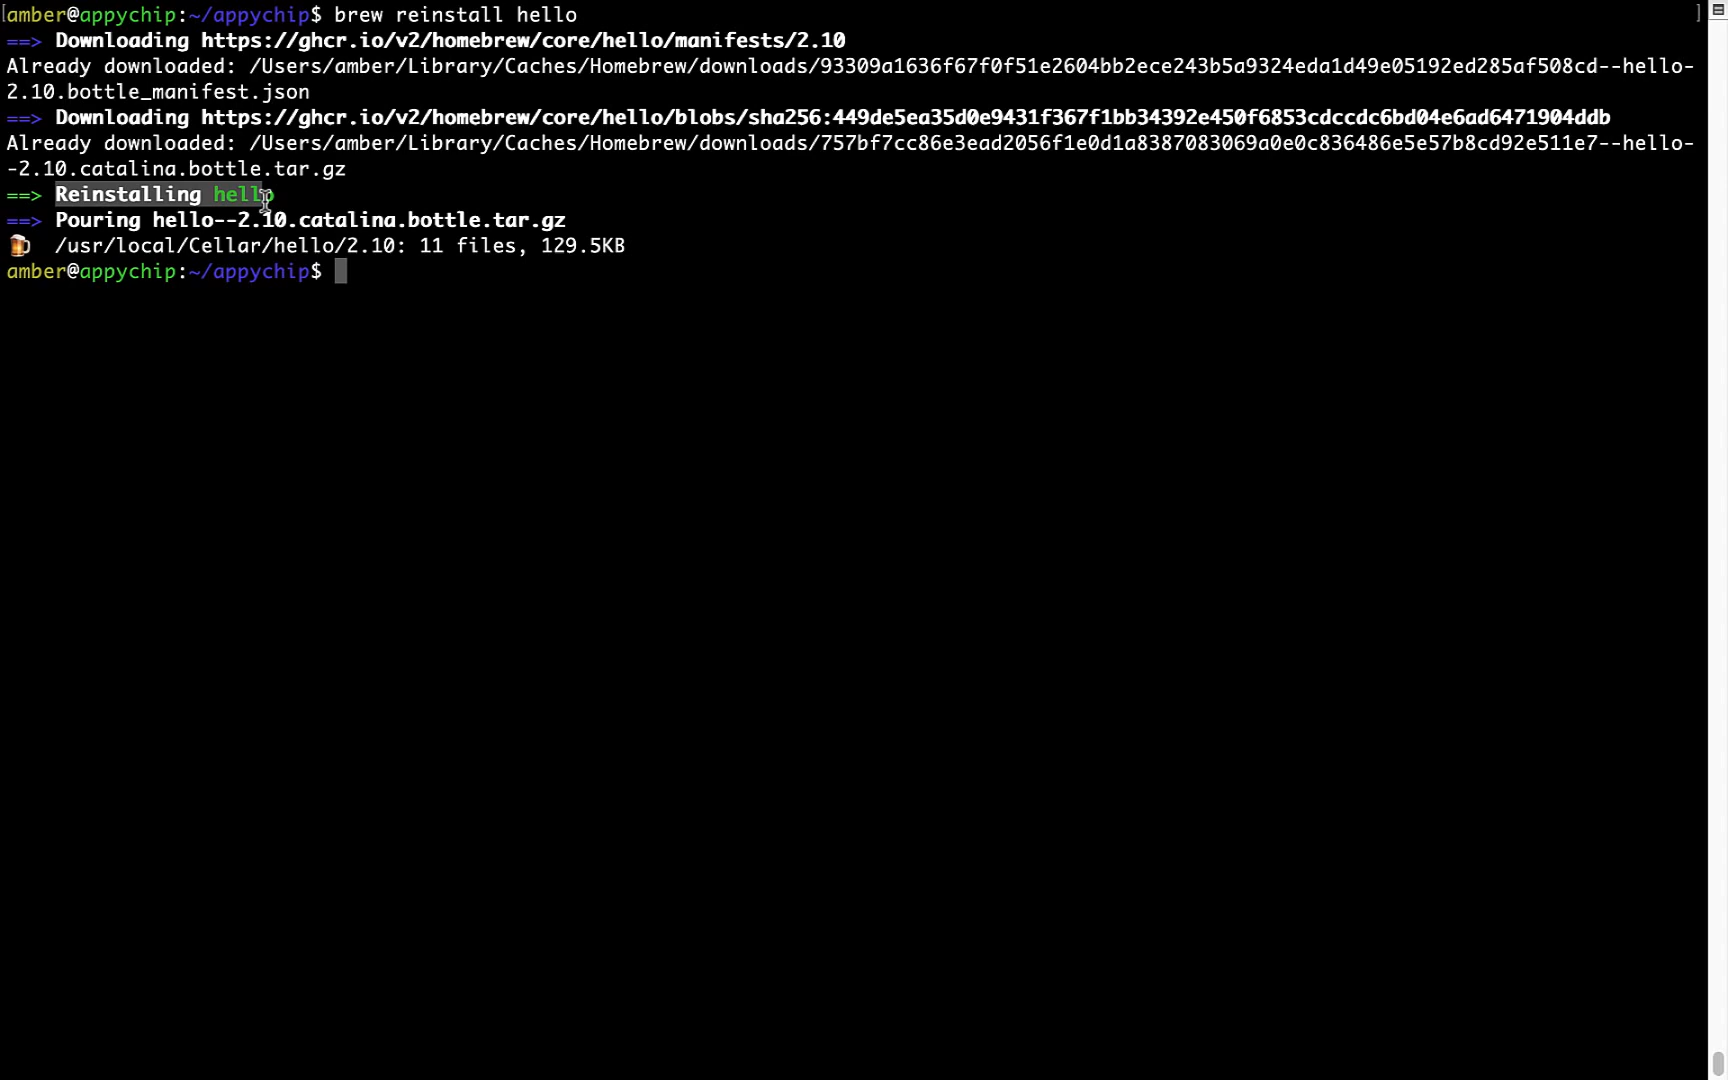 [amber@appychip:~/appychip$ brew reinstall hello ]
==> Downloading https://ghcr.io/v2/homebrew/core/hello/manifests/2.10
Already downloaded: /Users/amber/Library/Caches/Homebrew/downloads/93309a1636f67f0f51e2604bb2ece243b5a9324eda1d49e05192ed285af508cd--hello-
2.10.bottle_manifest.json
==> Downloading https://ghcr.io/v2/homebrew/core/hello/blobs/sha256:449de5ea35d0e9431f367f1bb34392e450f6853cdccdc6bd04e6ad6471904ddb
Already downloaded: /Users/amber/Library/Caches/Homebrew/downloads/757bf7cc86e3ead2056f1e0d1a8387083069a0e0c836486e5e57b8cd92e511e7--hello-
-2.10.catalina.bottle.tar.gz
==> Reinstalling hello
==> Pouring hello--2.10.catalina.bottle.tar.gz
🍺 /usr/local/Cellar/hello/2.10: 11 files, 129.5KB
amber@appychip:~/appychip$